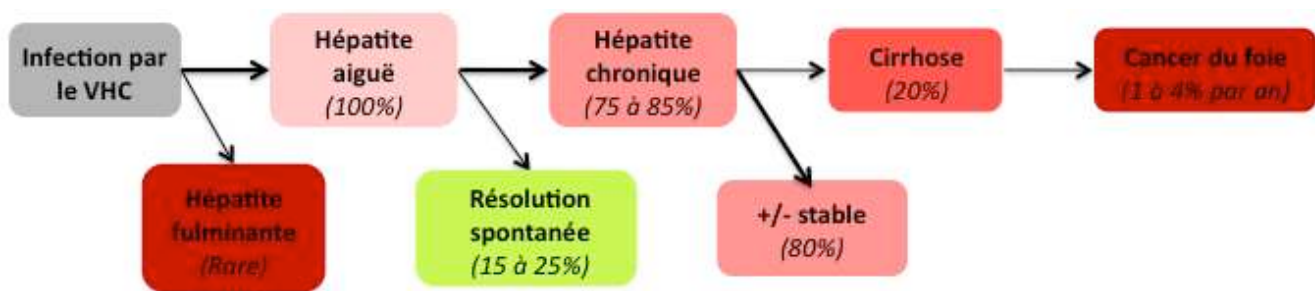 Infection par
le VHC
Hépatite
aiguë
(100%)
Hépatite
chronique
(75 à 85%)
Cirrhose
(20%)
Cancer du foie
(1 à 4% par an)
Hépatite
fulminante
(Rare)
Résolution
spontanée
(15 à 25%)
+/- stable
(80%)